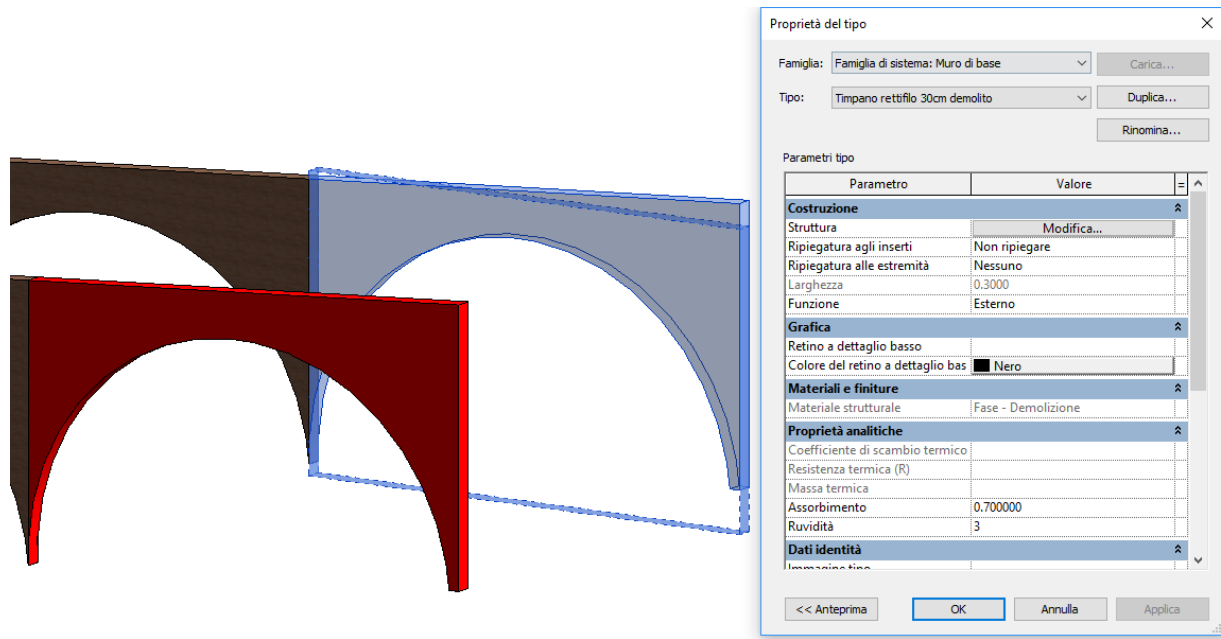 Proprietà del tipo
Famiglia: Famiglia di sistema: Muro di base Carica...
Tipo: Timpano rettifilo 30cm demolito Duplica...
Rinomina...
Parametri tipo
Parametro Valore =
Costruzione
Struttura Modifica...
Ripiegatura agli inserti Non ripiegare
Ripiegatura alle estremità Nessuno
Larghezza 0.3000
Funzione Esterno
Grafica
Retino a dettaglio basso
Colore del retino a dettaglio bas Nero
Materiali e finiture
Materiale strutturale Fase - Demolizione
Proprietà analitiche
Coefficiente di scambio termico
Resistenza termica (R)
Massa termica
Assorbimento 0.700000
Ruvidità 3
Dati identità
Immagine tipo
<< Anteprima OK Annulla Applica